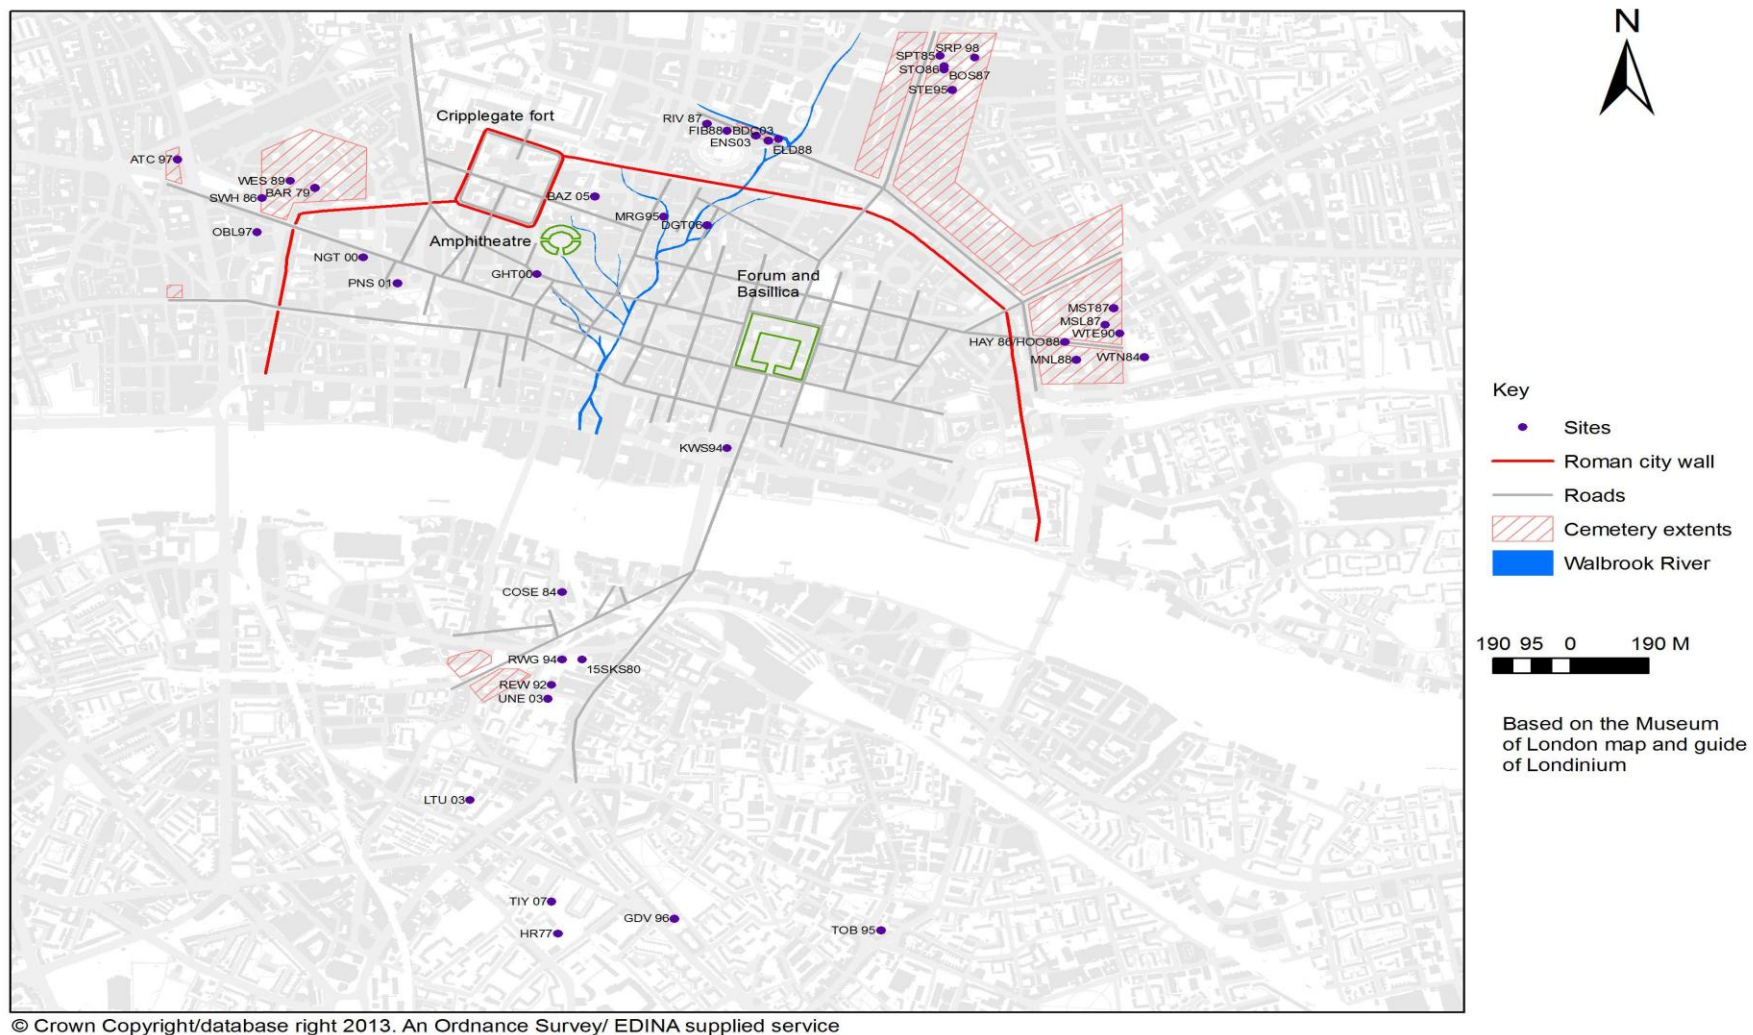 N
SRP 98
SPT85
STO86
BOS87
STE95
Cripplegate fort
RIV 87
FIB88
BDC03
ENS03
ELD88
ATC 97
WES 89
BAR 79
SWH 86
BAZ 05
MRG95
DGT06
OBL97
Amphitheatre
NGT 00
GHT00
PNS 01
Forum and
Basillica
MST87
MSL87
WTE90
HAY 86/HOO88
MNL88
WTN84
KWS94
COSE 84
RWG 94
15SKS80
REW 92
UNE 03
LTU 03
TIY 07
GDV 96
HR77
TOB 95
Key
Sites
Roman city wall
Roads
Cemetery extents
Walbrook River
190 95 0 190 M
Based on the Museum
of London map and guide
of Londinium
© Crown Copyright/database right 2013. An Ordnance Survey/ EDINA supplied service